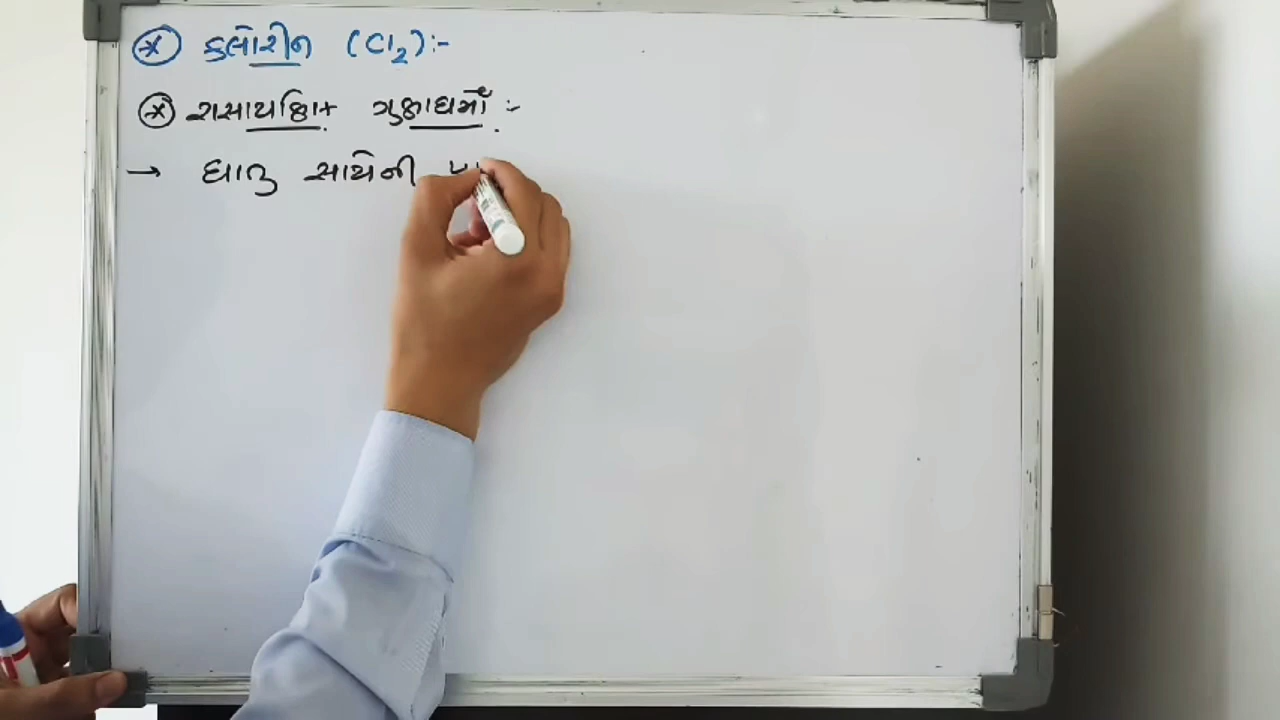 * ક્લોરીન (Cl2):-
* રાસાયણિક ગુણધર્મો :-
→ ધાતુ સાથેની